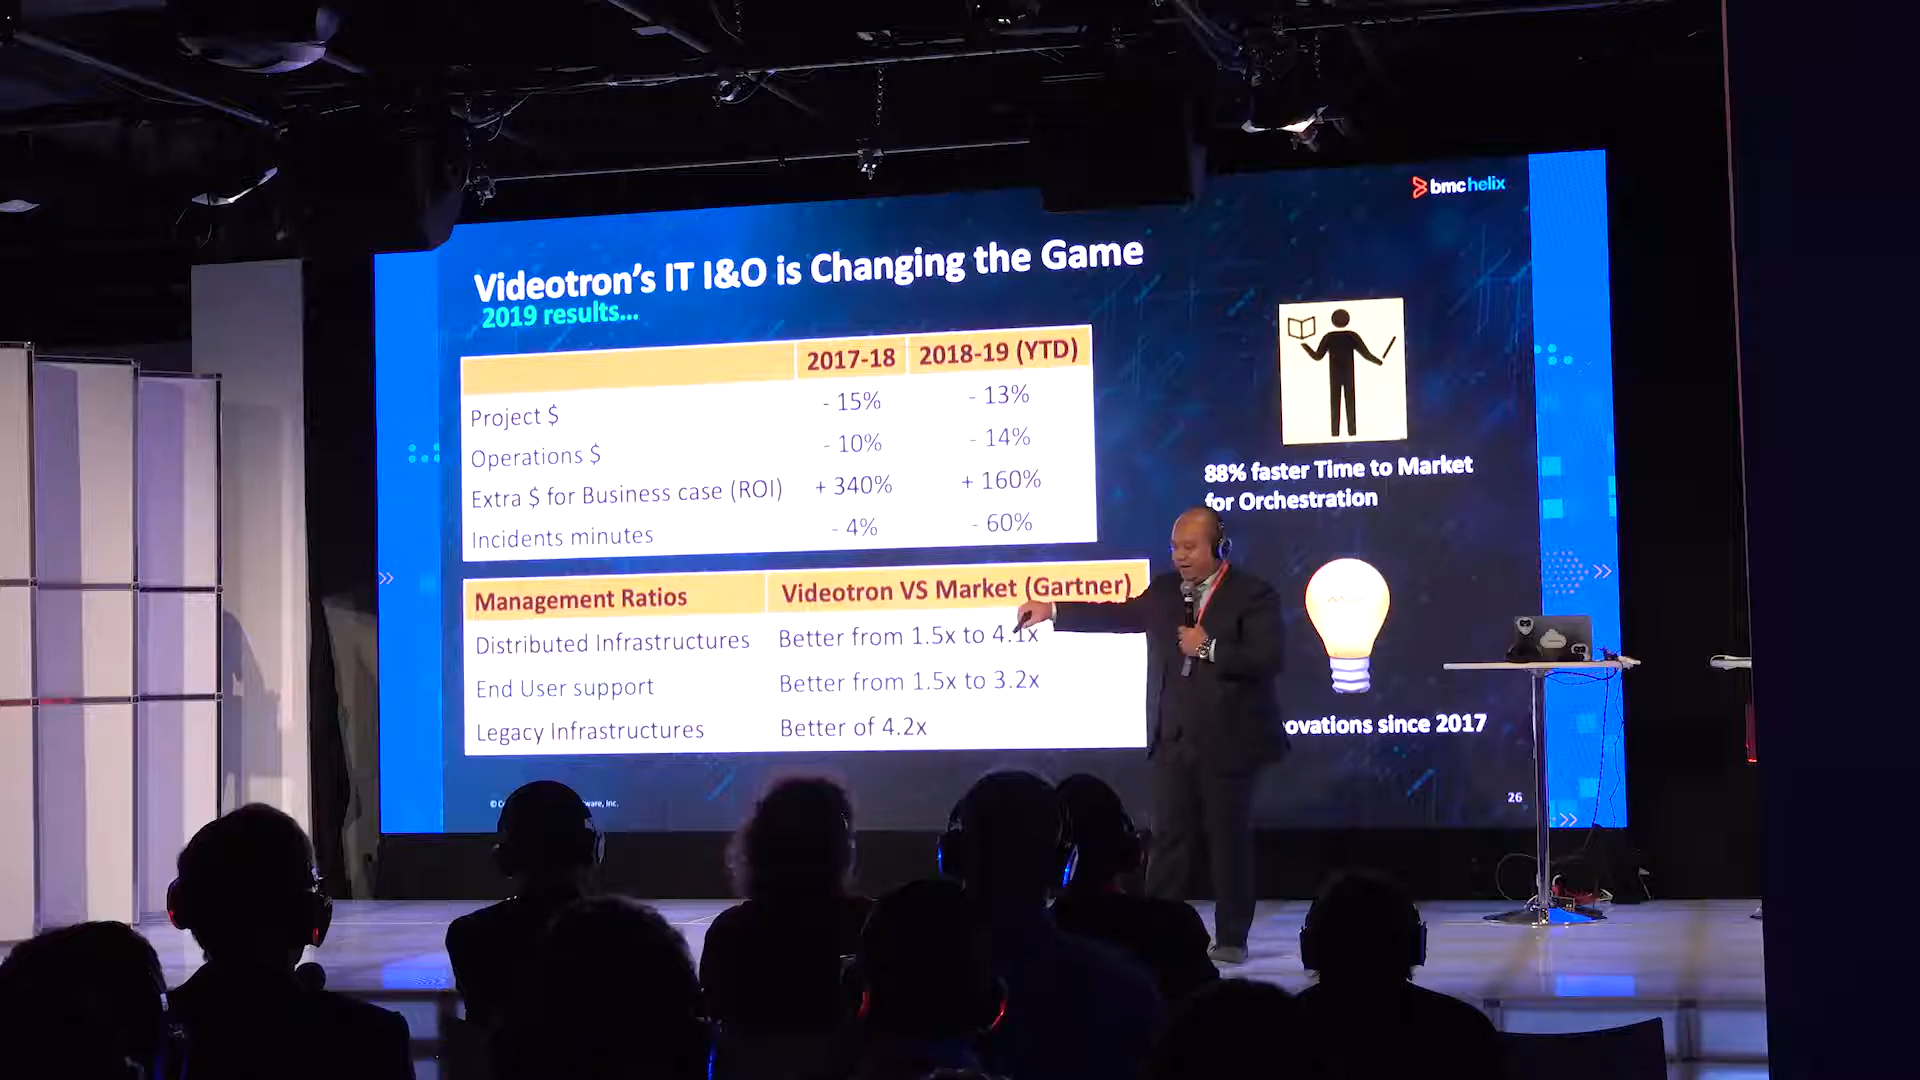 bmchelix
Videotron's IT I&O is Changing the Game
2019 results...
2017-18 2018-19 (YTD)
Project $ - 15% - 13%
Operations $ - 10% - 14%
Extra $ for Business case (ROI) + 340% + 160%
Incidents minutes - 4% - 60%
Management Ratios Videotron VS Market (Gartner)
Distributed Infrastructures Better from 1.5x to 4.1x
End User support Better from 1.5x to 3.2x
Legacy Infrastructures Better of 4.2x
88% faster Time to Market
for Orchestration
since 2017
© Inc.
26